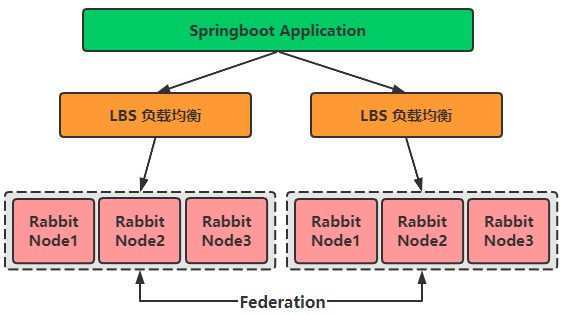 Springboot Application
LBS 负载均衡
LBS 负载均衡
Rabbit
Node1
Rabbit
Node2
Rabbit
Node3
Rabbit
Node1
Rabbit
Node2
Rabbit
Node3
Federation